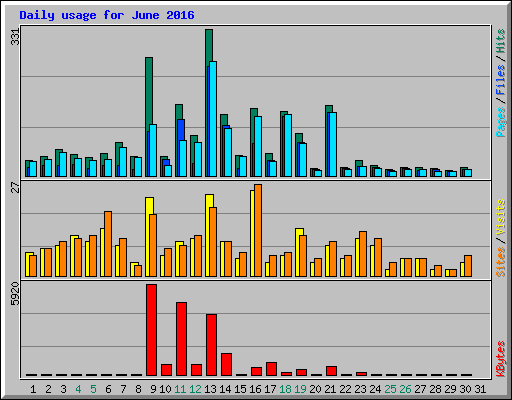 Daily usage for June 2016
331
Pages / Files / Hits
27
Sites / Visits
5920
KBytes
1 2 3 4 5 6 7 8 9 10 11 12 13 14 15 16 17 18 19 20 21 22 23 24 25 26 27 28 29 30 31